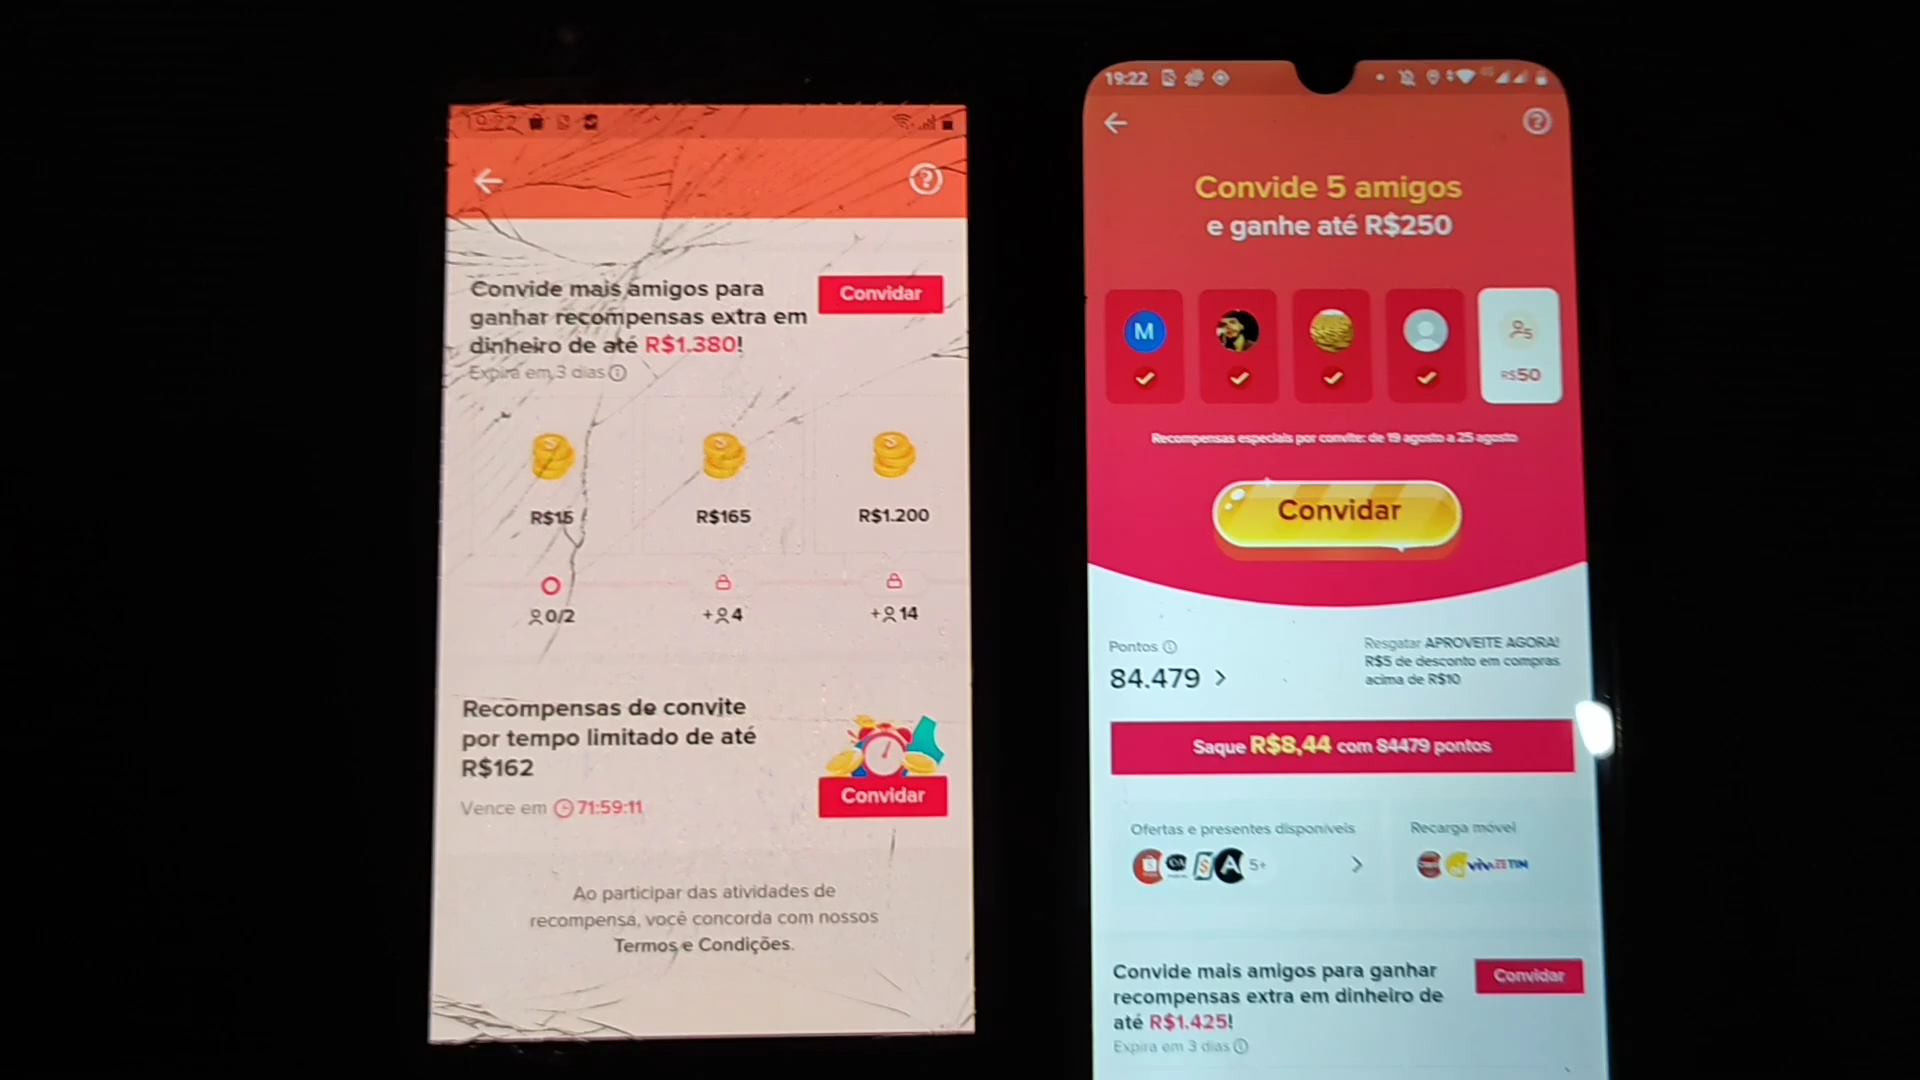 19:22
Convide mais amigos para
ganhar recompensas extra em
dinheiro de até R$1.380!
Expira em 3 dias
Convidar
R$15
R$165
R$1.200
0/2
+4
+14
Recompensas de convite
por tempo limitado de até
R$162
Vence em 71:59:11
Convidar
Ao participar das atividades de
recompensa, você concorda com nossos
Termos e Condições.
19:22
Convide 5 amigos
e ganhe até R$250
M
5
R$50
Recompensas especiais por convite: de 19 agosto a 25 agosto
Convidar
Pontos
84.479 >
Resgatar APROVEITE AGORA!
R$5 de desconto em compras
acima de R$10
Saque R$8,44 com 84479 pontos
Ofertas e presentes disponíveis
A 5+
Recarga móvel
vivo TIM
Convide mais amigos para ganhar
recompensas extra em dinheiro de
até R$1.425!
Expira em 3 dias
Convidar